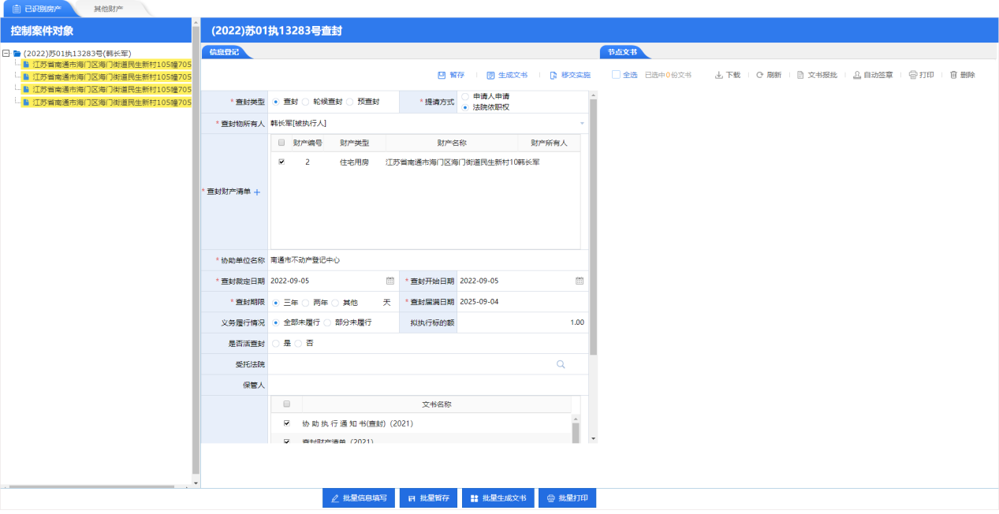 已识别房产 其他财产
控制案件对象
(2022)苏01执13283号(韩长军)
江苏省南通市海门区海门街道民生新村105幢705
江苏省南通市海门区海门街道民生新村105幢705
江苏省南通市海门区海门街道民生新村105幢705
江苏省南通市海门区海门街道民生新村105幢705
(2022)苏01执13283号查封
信息登记 节点文书
暂存 生成文书 移交实施 全选 已选中0份文书 下载 刷新 文书报批 自动签章 打印 删除
* 查封类型 查封 轮候查封 预查封 * 提请方式 申请人申请
法院依职权
* 查封物所有人 韩长军[被执行人]
财产编号 财产类型 财产名称 财产所有人
2 住宅用房 江苏省南通市海门区海门街道民生新村10韩长军
* 查封财产清单 +
* 协助单位名称 南通市不动产登记中心
* 查封裁定日期 2022-09-05 * 查封开始日期 2022-09-05
* 查封期限 三年 两年 其他 天 * 查封届满日期 2025-09-04
义务履行情况 全部未履行 部分未履行 拟执行标的额 1.00
是否活查封 是 否
受托法院
保管人
文书名称
协 助 执 行 通 知 书(查封)（2021）
查封财产清单（2021）
批量信息填写 批量暂存 批量生成文书 批量打印